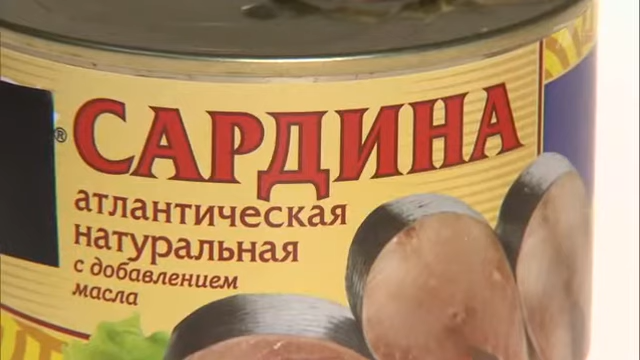 САРДИНА
атлантическая
натуральная
с добавлением
масла